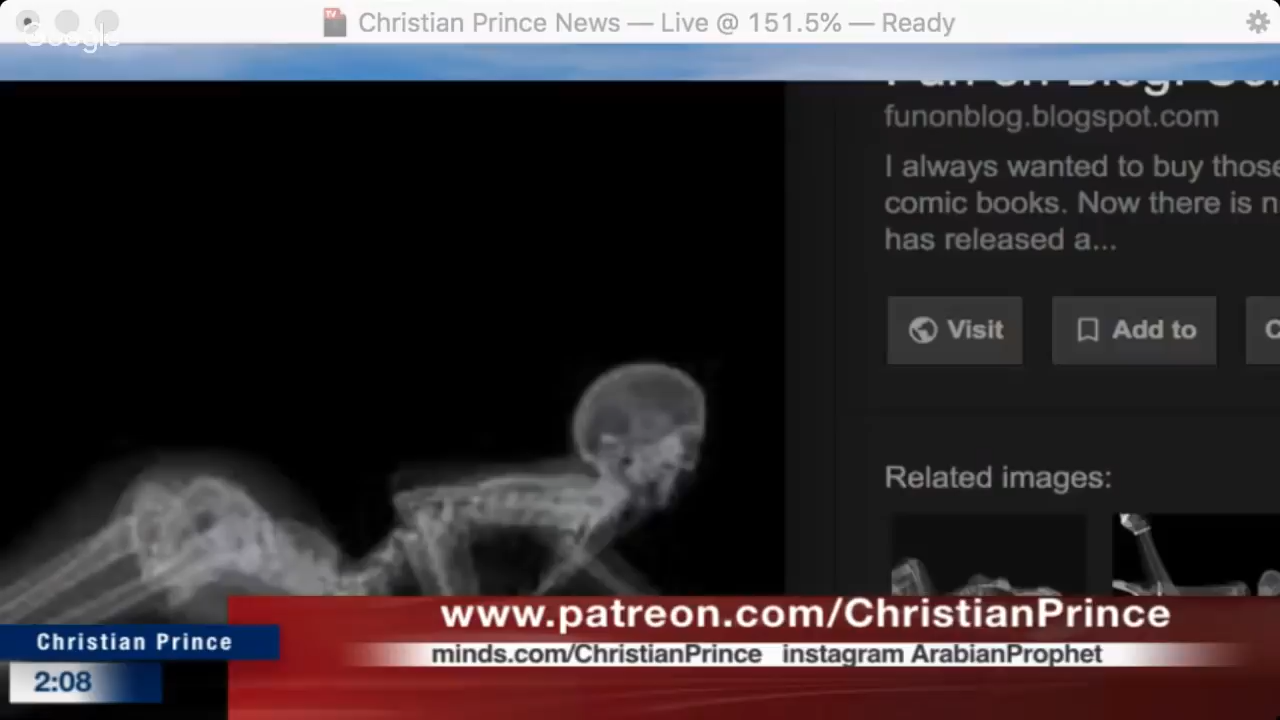 Christian Prince News — Live @ 151.5% — Ready
Google
funonblog.blogspot.com
I always wanted to buy those
comic books. Now there is n
has released a...
Visit
Add to
Related images:
www.patreon.com/ChristianPrince
Christian Prince
minds.com/ChristianPrince instagram ArabianProphet
2:08